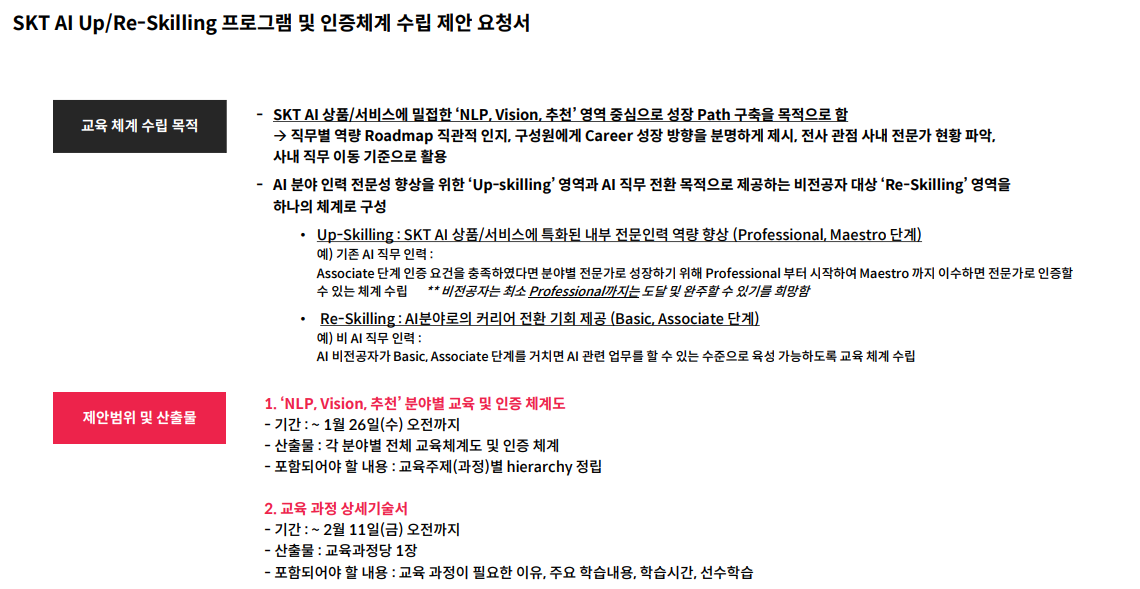 SKT AI Up/Re-Skilling 프로그램 및 인증체계 수립 제안 요청서
교육 체계 수립 목적
- SKT AI 상품/서비스에 밀접한 ‘NLP, Vision, 추천’ 영역 중심으로 성장 Path 구축을 목적으로 함
→ 직무별 역량 Roadmap 직관적 인지, 구성원에게 Career 성장 방향을 분명하게 제시, 전사 관점 사내 전문가 현황 파악,
사내 직무 이동 기준으로 활용
- AI 분야 인력 전문성 향상을 위한 ‘Up-skilling’ 영역과 AI 직무 전환 목적으로 제공하는 비전공자 대상 ‘Re-Skilling’ 영역을
하나의 체계로 구성
• Up-Skilling : SKT AI 상품/서비스에 특화된 내부 전문인력 역량 향상 (Professional, Maestro 단계)
예) 기존 AI 직무 인력 :
Associate 단계 인증 요건을 충족하였다면 분야별 전문가로 성장하기 위해 Professional 부터 시작하여 Maestro 까지 이수하면 전문가로 인증할
수 있는 체계 수립 ** 비전공자는 최소 Professional까지는 도달 및 완주할 수 있기를 희망함
• Re-Skilling : AI분야로의 커리어 전환 기회 제공 (Basic, Associate 단계)
예) 비 AI 직무 인력 :
AI 비전공자가 Basic, Associate 단계를 거치면 AI 관련 업무를 할 수 있는 수준으로 육성 가능하도록 교육 체계 수립
제안범위 및 산출물
1. ‘NLP, Vision, 추천’ 분야별 교육 및 인증 체계도
- 기간 : ~ 1월 26일(수) 오전까지
- 산출물 : 각 분야별 전체 교육체계도 및 인증 체계
- 포함되어야 할 내용 : 교육주제(과정)별 hierarchy 정립
2. 교육 과정 상세기술서
- 기간 : ~ 2월 11일(금) 오전까지
- 산출물 : 교육과정당 1장
- 포함되어야 할 내용 : 교육 과정이 필요한 이유, 주요 학습내용, 학습시간, 선수학습